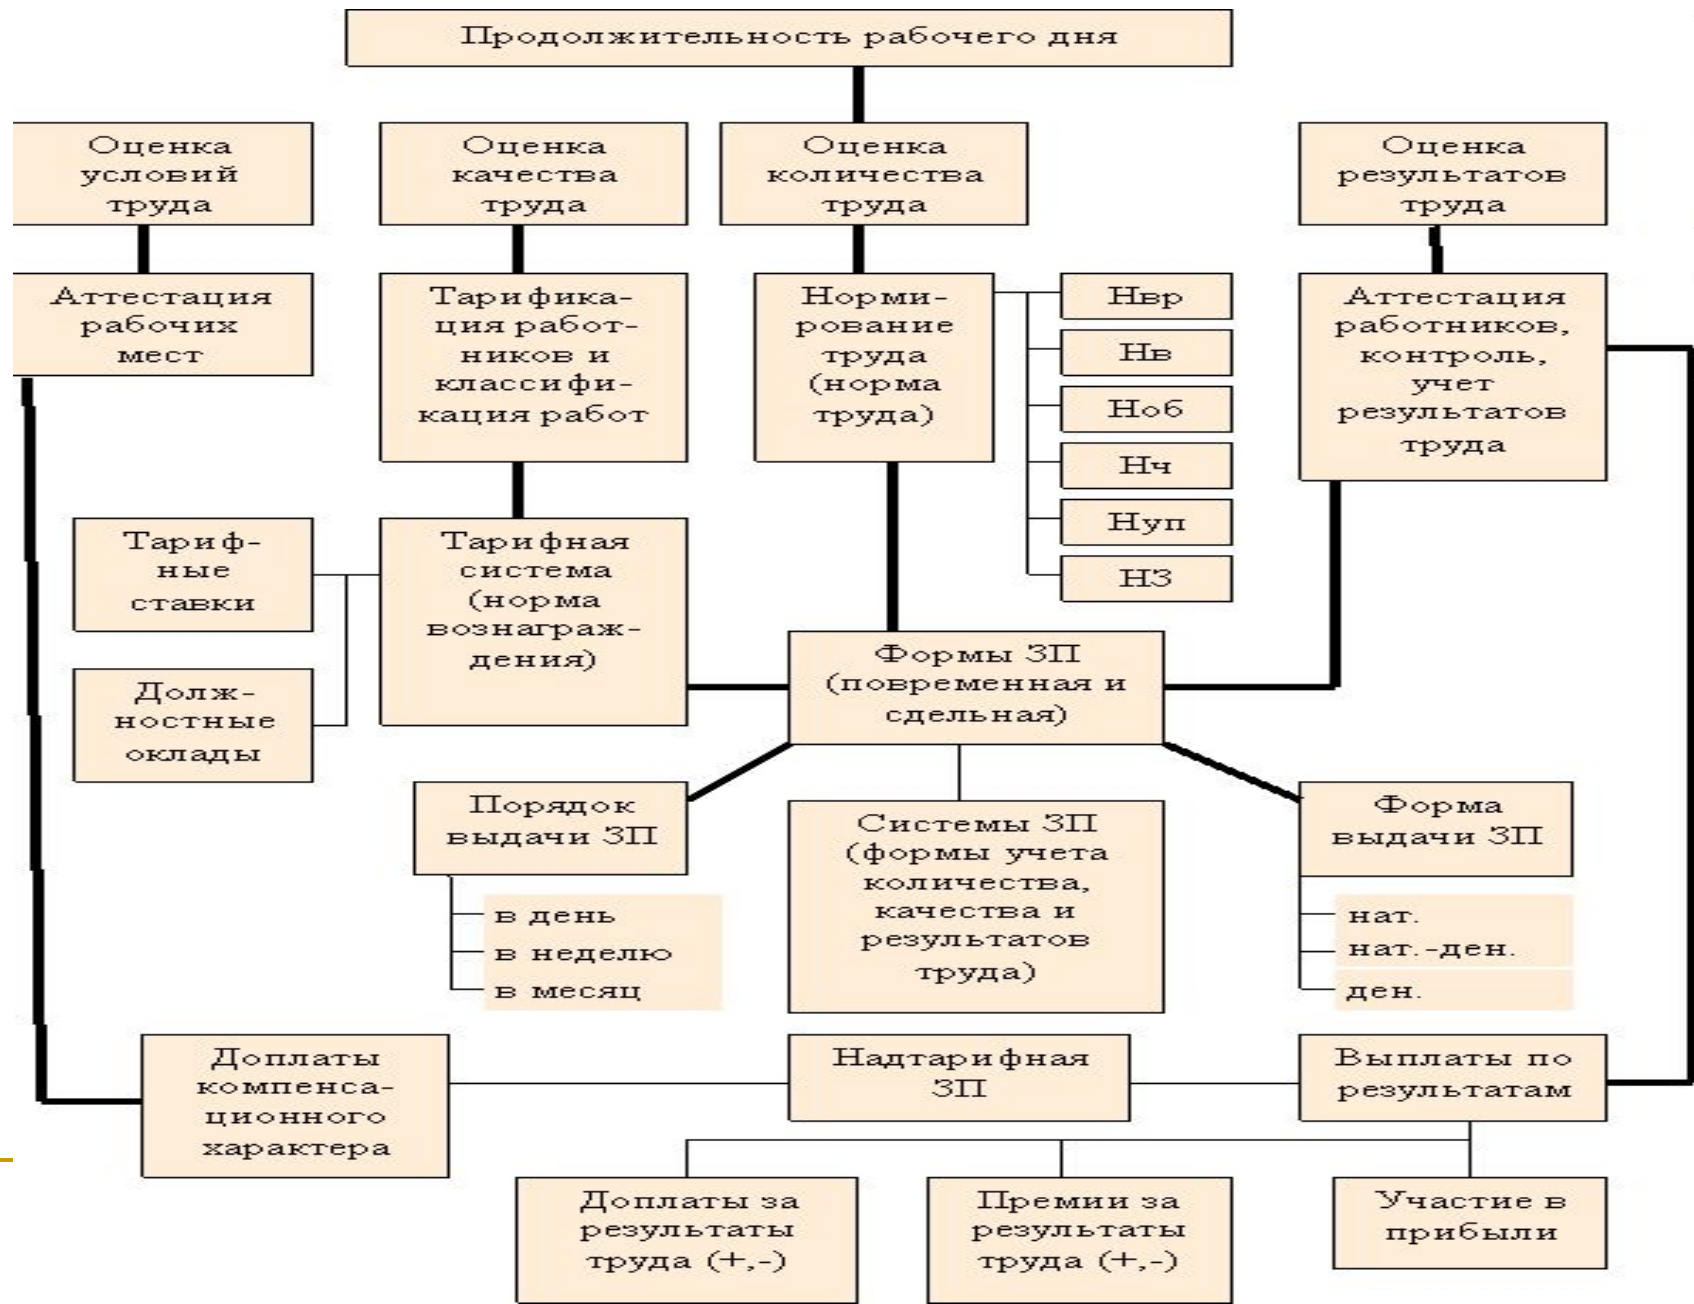 Продолжительность рабочего дня
Оценка
условий
труда
Оценка
качества
труда
Оценка
количества
труда
Оценка
результатов
труда
Аттестация
рабочих
мест
Тарифика-
ция работ-
ников и
классифи-
кация работ
Норми-
рование
труда
(норма
труда)
Нвр
Нв
Ноб
Нч
Нуп
НЗ
Аттестация
работников,
контроль,
учет
результатов
труда
Тариф-
ные
ставки
Долж-
ностные
оклады
Тарифная
система
(норма
вознаграж-
дения)
Формы ЗП
(повременная и
сдельная)
Порядок
выдачи ЗП
в день
в неделю
в месяц
Системы ЗП
(формы учета
количества,
качества и
результатов
труда)
Форма
выдачи ЗП
нат.
нат.-ден.
ден.
Доплаты
компенса-
ционного
характера
Надтарифная
ЗП
Выплаты по
результатам
Доплаты за
результаты
труда (+,-)
Премии за
результаты
труда (+,-)
Участие в
прибыли